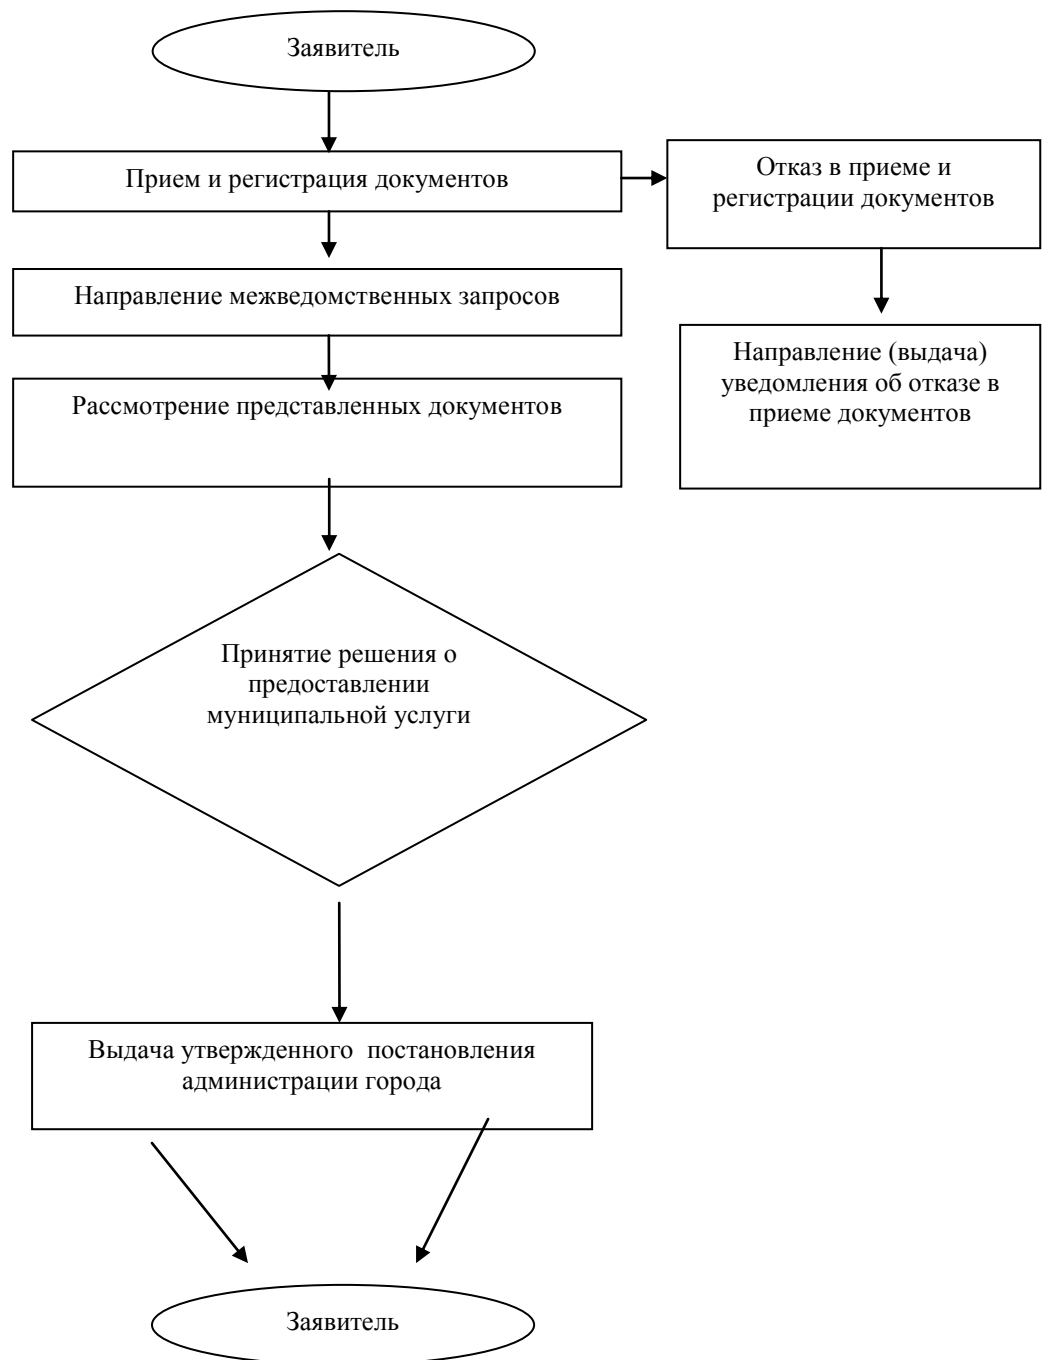 Заявитель
Прием и регистрация документов
Отказ в приеме и
регистрации документов
Направление межведомственных запросов
Направление (выдача)
уведомления об отказе в
приеме документов
Рассмотрение представленных документов
Принятие решения о
предоставлении
муниципальной услуги
Выдача утвержденного  постановления
администрации города
Заявитель